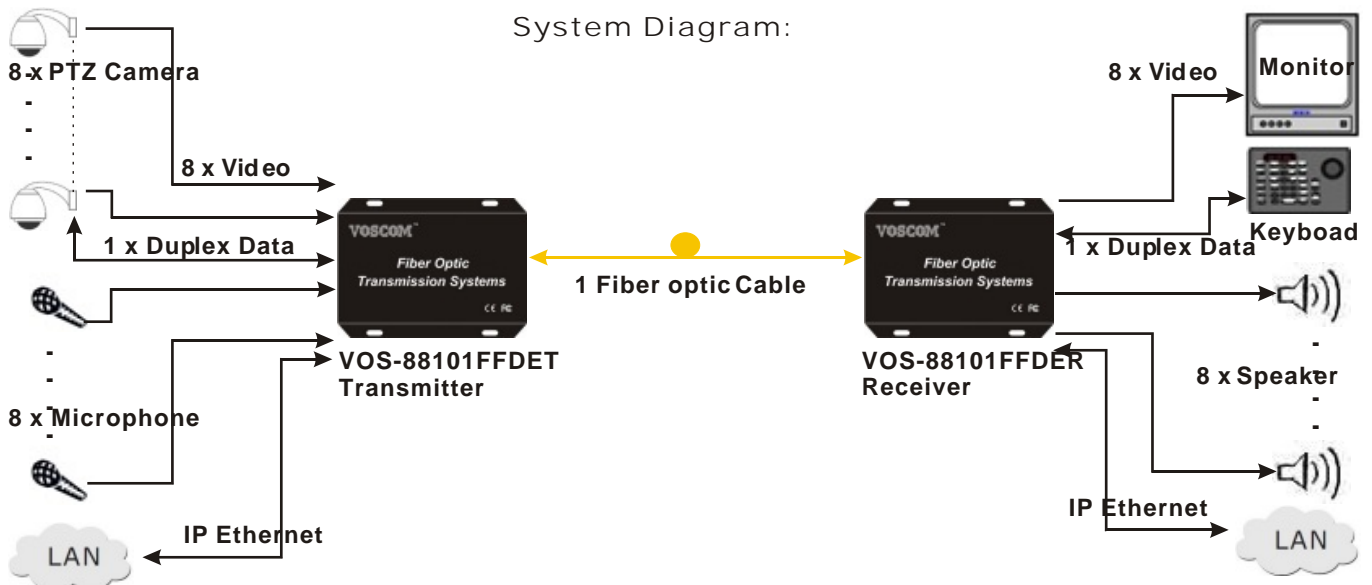 System Diagram:
8 x PTZ Camera
8 x Video
1 x Duplex Data
8 x Microphone
IP Ethernet
LAN
VOSCOM™
Fiber Optic
Transmission Systems
CE FC
VOS-88101FFDET
Transmitter
1 Fiber optic Cable
VOSCOM™
Fiber Optic
Transmission Systems
CE FC
VOS-88101FFDER
Receiver
8 x Video
Monitor
1 x Duplex Data
Keyboad
8 x Speaker
IP Ethernet
LAN